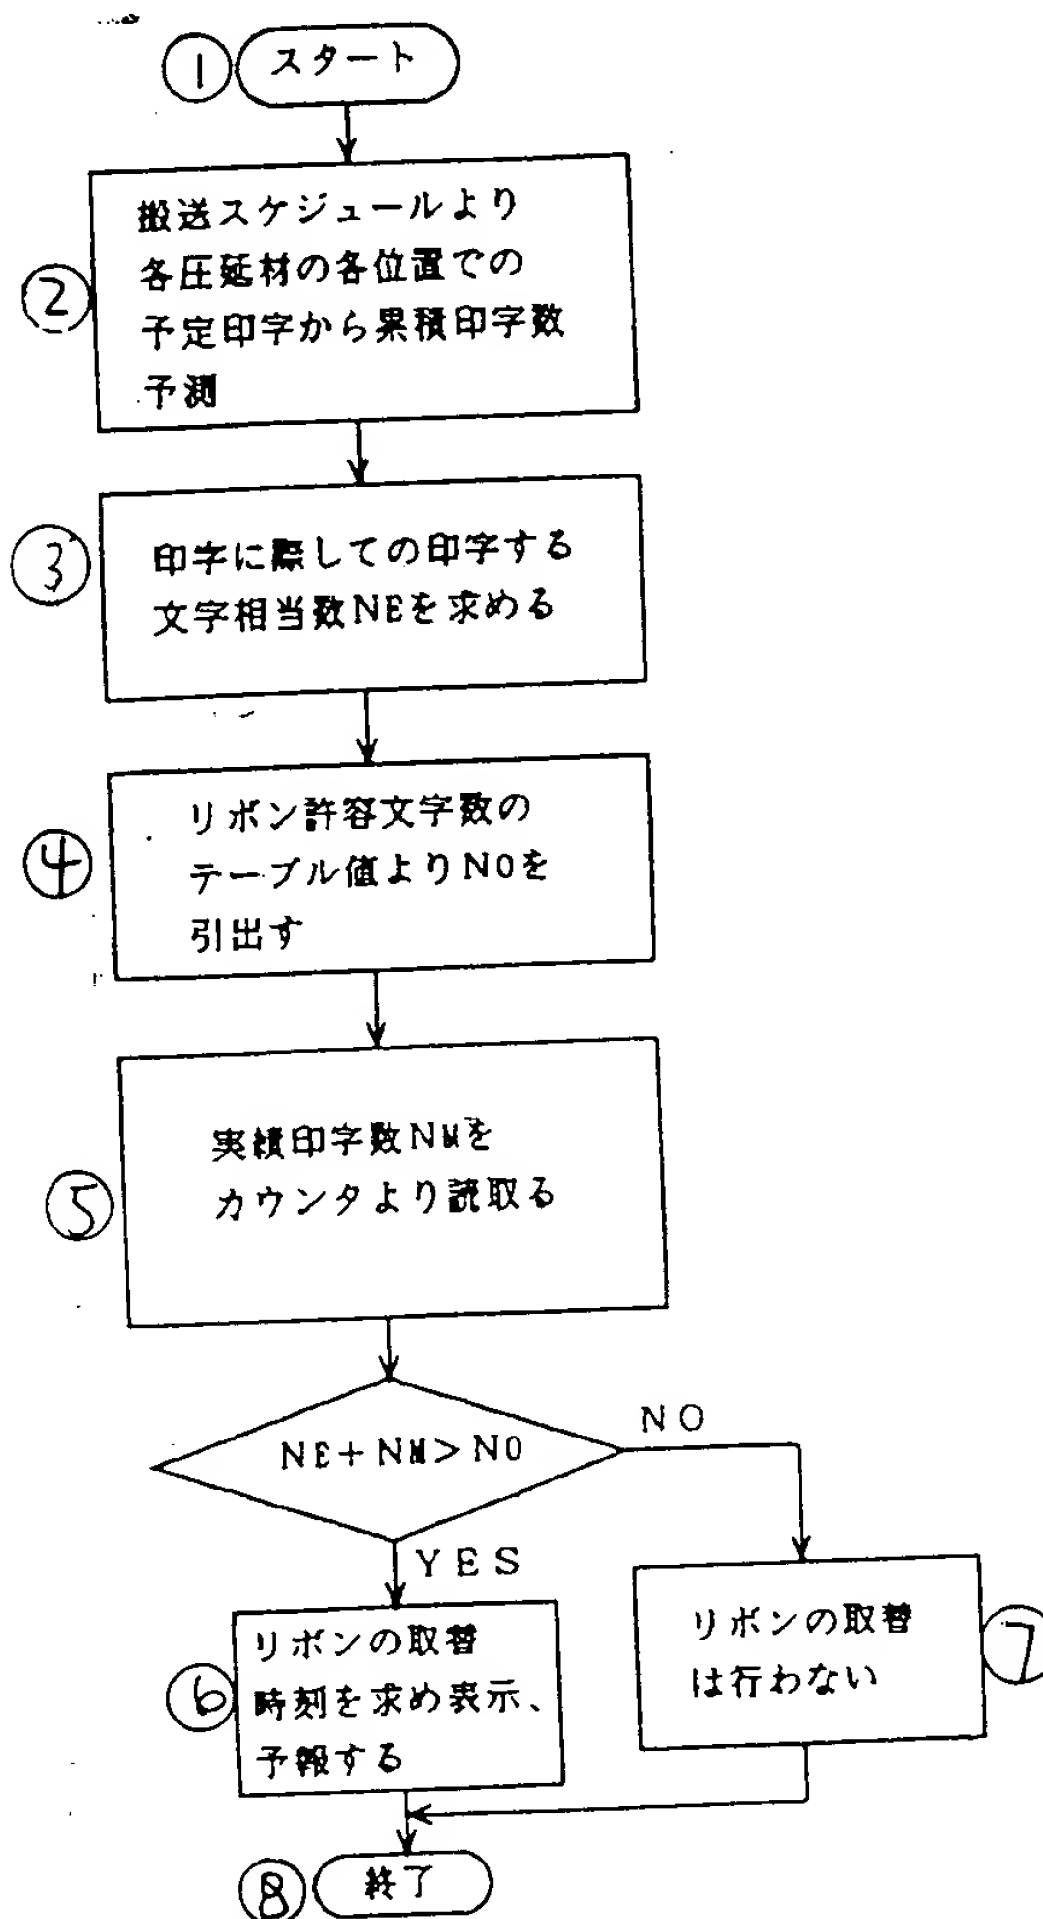 ① スタート
② 搬送スケジュールより
各圧延材の各位置での
予定印字から累積印字数
予測
③ 印字に際しての印字する
文字相当数NEを求める
④ リボン許容文字数の
テーブル値よりN0を
引出す
⑤ 実績印字数NMを
カウンタより読取る
NE+NM>N0
NO
YES
⑥ リボンの取替
時刻を求め表示、
予報する
⑦ リボンの取替
は行わない
⑧ 終了